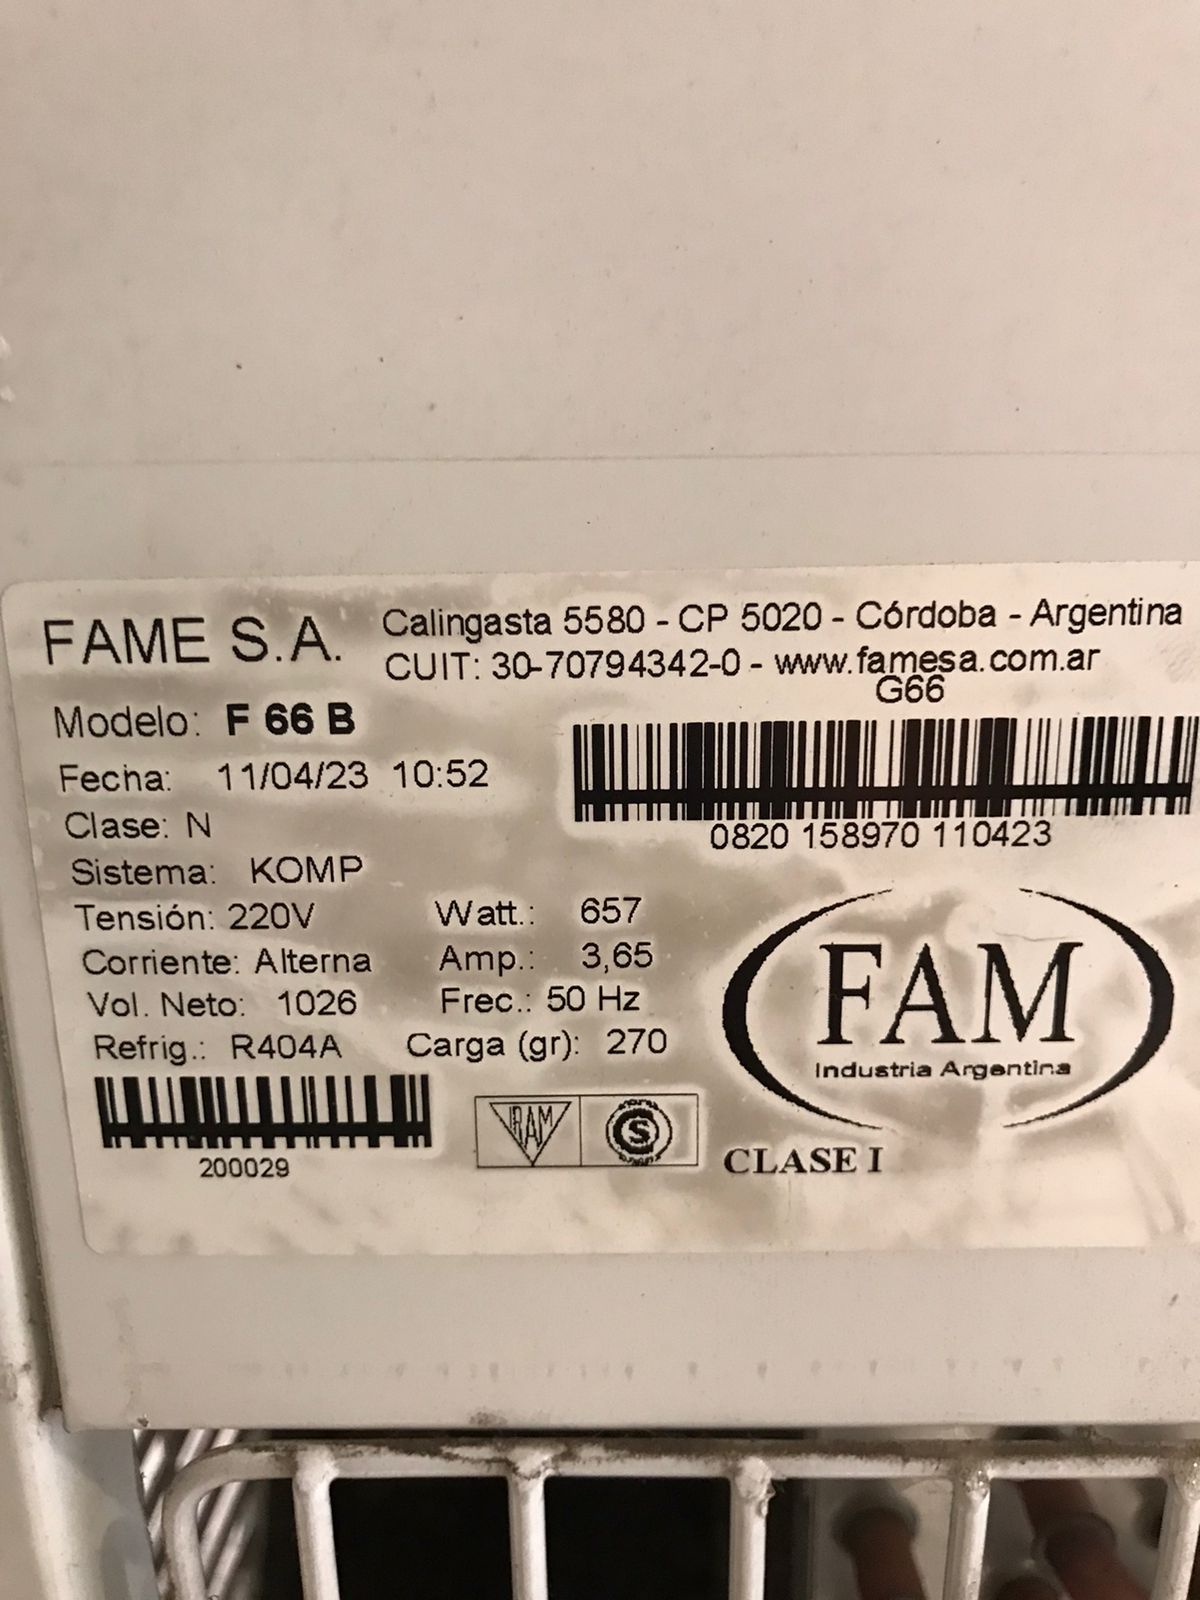 FAME S.A.
Calingasta 5580 - CP 5020 - Córdoba - Argentina
CUIT: 30-70794342-0 - www.famesa.com.ar
G66
Modelo: F 66 B
Fecha: 11/04/23 10:52
0820 158970 110423
Clase: N
Sistema: KOMP
Tensión: 220V Watt.: 657
Corriente: Alterna Amp.: 3,65
Vol. Neto: 1026 Frec.: 50 Hz
Refrig.: R404A Carga (gr): 270
FAM
Industria Argentina
200029
IRAM
S
CLASE I